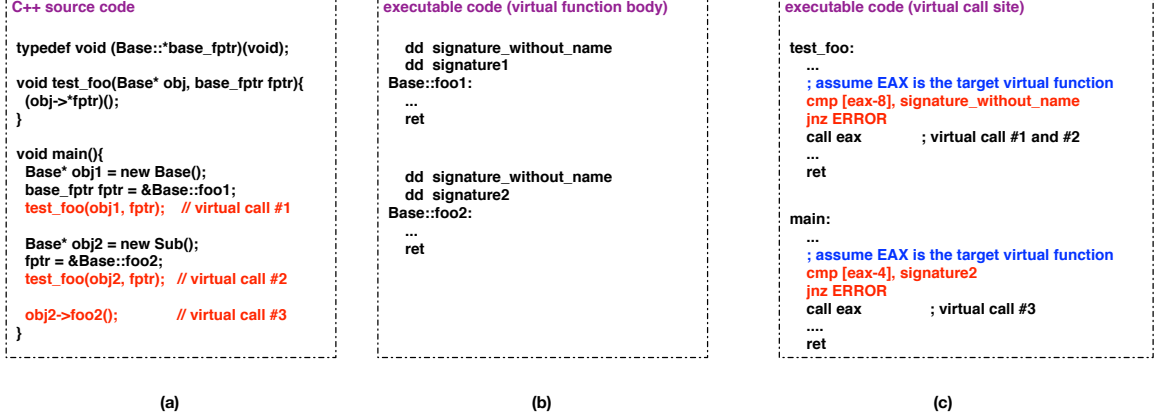 C++ source code
typedef void (Base::*base_fptr)(void);
void test_foo(Base* obj, base_fptr fptr){
(obj->*fptr)();
}
void main(){
Base* obj1 = new Base();
base_fptr fptr = &Base::foo1;
test_foo(obj1, fptr);   // virtual call #1
Base* obj2 = new Sub();
fptr = &Base::foo2;
test_foo(obj2, fptr);   // virtual call #2
obj2->foo2();   // virtual call #3
}
(a)
executable code (virtual function body)
dd  signature_without_name
dd  signature1
Base::foo1:
...
ret
dd  signature_without_name
dd  signature2
Base::foo2:
...
ret
(b)
executable code (virtual call site)
test_foo:
...
; assume EAX is the target virtual function
cmp [eax-8], signature_without_name
jnz ERROR
call eax   ; virtual call #1 and #2
...
ret
main:
...
; assume EAX is the target virtual function
cmp [eax-4], signature2
jnz ERROR
call eax   ; virtual call #3
....
ret
(c)